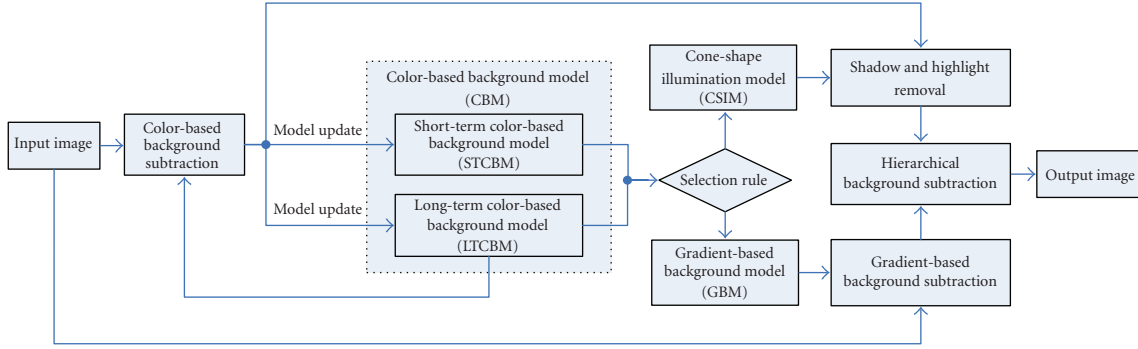 Input image
Color-based
background
subtraction
Model update
Model update
Color-based background model
(CBM)
Short-term color-based
background model
(STCBM)
Long-term color-based
background model
(LTCBM)
Selection rule
Cone-shape
illumination model
(CSIM)
Gradient-based
background model
(GBM)
Shadow and highlight
removal
Hierarchical
background subtraction
Gradient-based
background subtraction
Output image